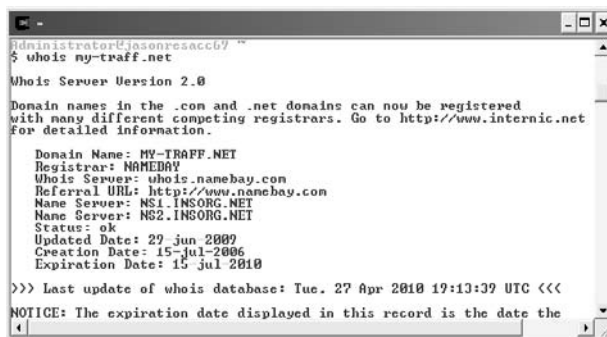 -
Administrator@jasonresacc69 ~
$ whois my-traff.net
Whois Server Version 2.0
Domain names in the .com and .net domains can now be registered
with many different competing registrars. Go to http://www.internic.net
for detailed information.
Domain Name: MY-TRAFF.NET
Registrar: NAMEBAY
Whois Server: whois.namebay.com
Referral URL: http://www.namebay.com
Name Server: NS1.INSORG.NET
Name Server: NS2.INSORG.NET
Status: ok
Updated Date: 29-jun-2009
Creation Date: 15-jul-2006
Expiration Date: 15-jul-2010
>>> Last update of whois database: Tue, 27 Apr 2010 19:13:39 UTC <<<
NOTICE: The expiration date displayed in this record is the date the